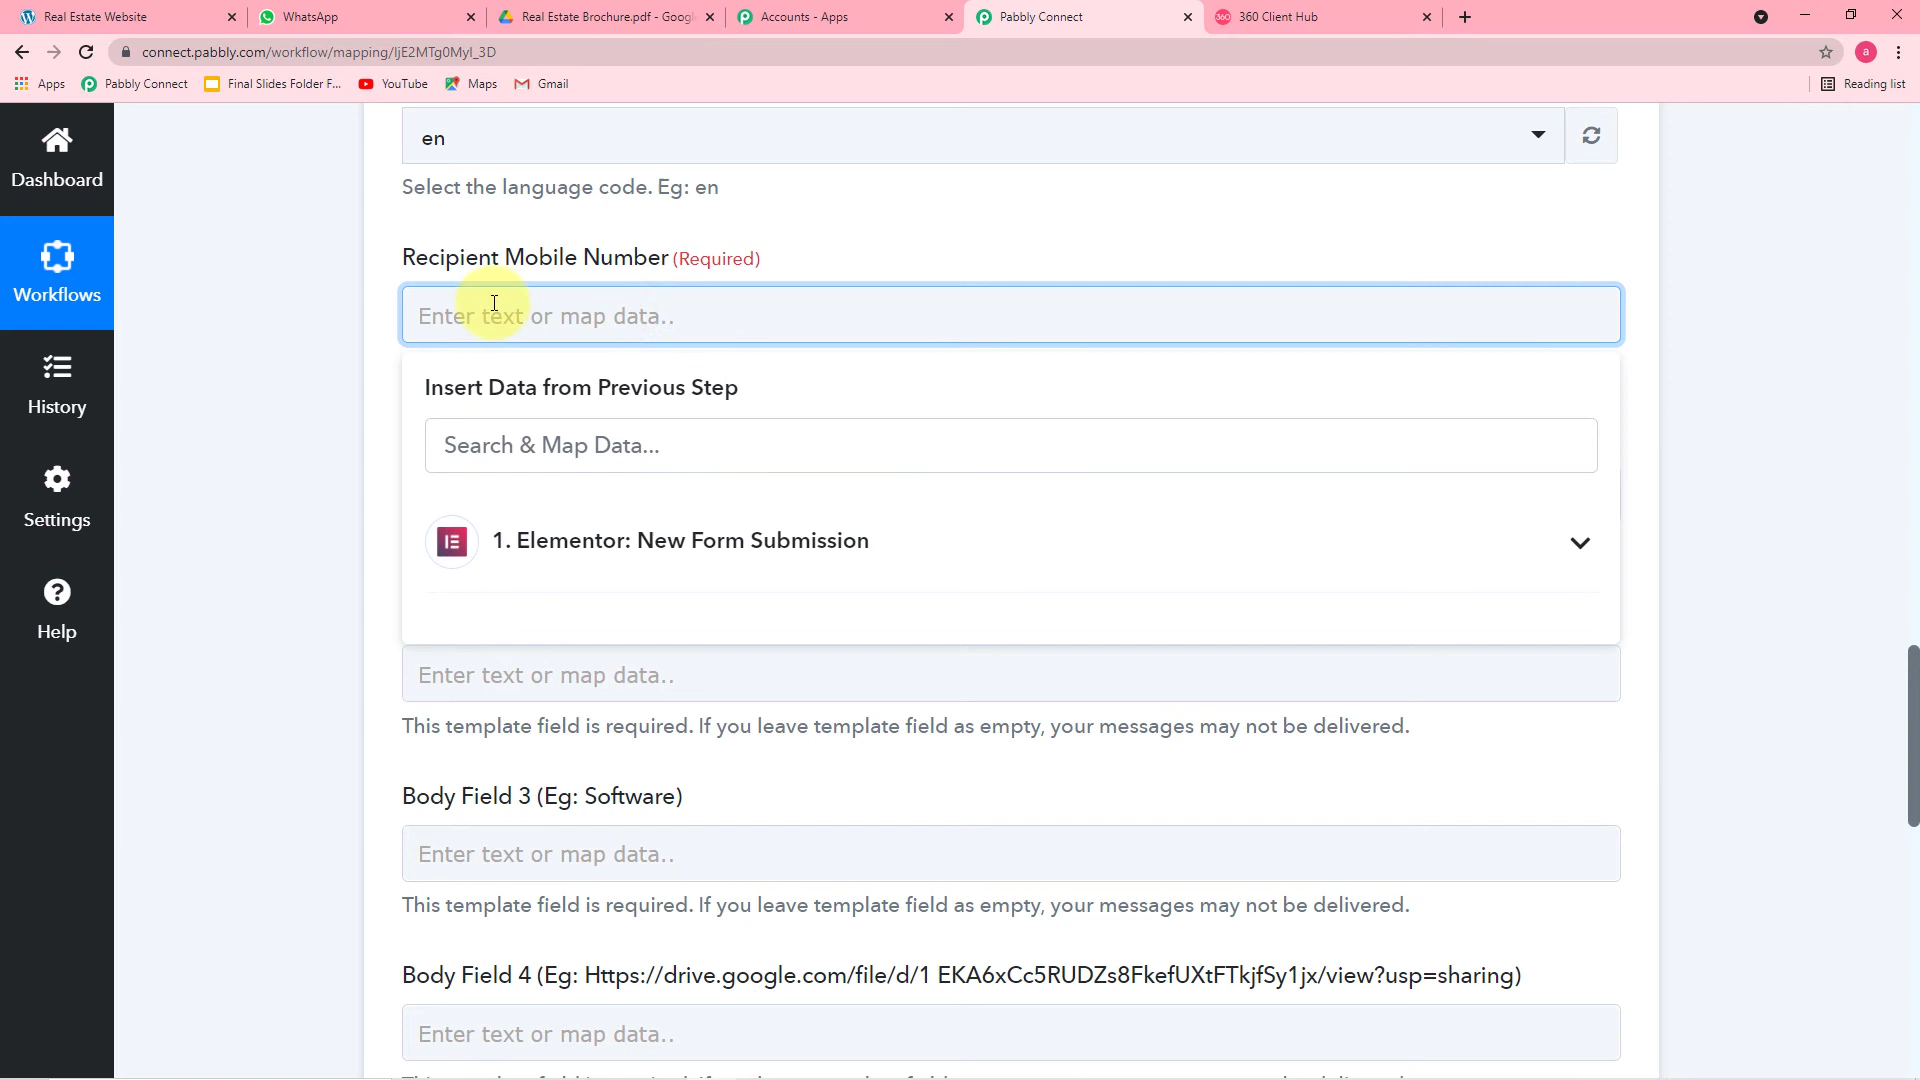 Real Estate Website
WhatsApp
Real Estate Brochure.pdf - Googl
Accounts - Apps
Pabbly Connect
360 Client Hub
connect.pabbly.com/workflow/mapping/IjE2MTg0MyI_3D
a
Apps
Pabbly Connect
Final Slides Folder F...
YouTube
Maps
Gmail
Reading list
Dashboard
Workflows
History
Settings
Help
en
Select the language code. Eg: en
Recipient Mobile Number (Required)
Enter text or map data..
Insert Data from Previous Step
Search & Map Data...
1. Elementor: New Form Submission
Enter text or map data..
This template field is required. If you leave template field as empty, your messages may not be delivered.
Body Field 3 (Eg: Software)
Enter text or map data..
This template field is required. If you leave template field as empty, your messages may not be delivered.
Body Field 4 (Eg: Https://drive.google.com/file/d/1 EKA6xCc5RUDZs8FkefUXtFTkjfSy1jx/view?usp=sharing)
Enter text or map data..